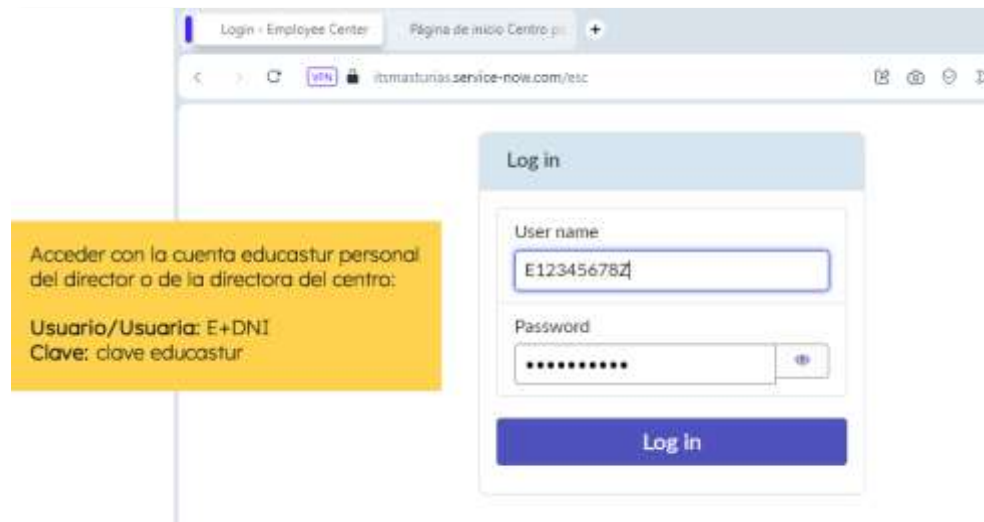 Login - Employee Center
Página de inicio Centro
VPN
itsmasturias.service-now.com/esc
Log in
User name
E12345678Z
Acceder con la cuenta educastur personal
del director o de la directora del centro:
Usuario/Usuaria: E+DNI
Clave: clave educastur
Password
Log in